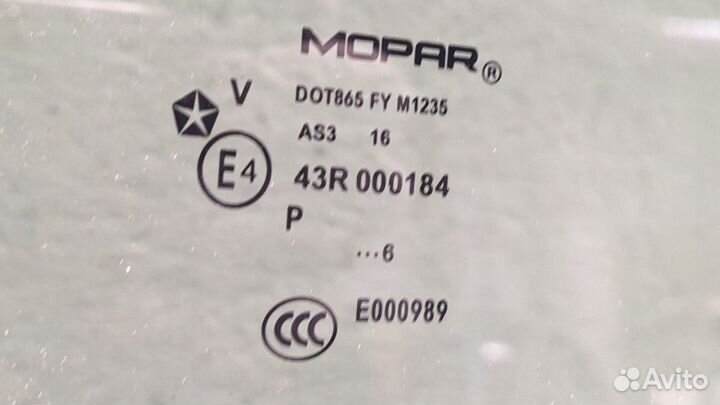 MOPAR®
V DOT865 FY M1235
AS3 16
E4 43R 000184
P
...6
CCC E000989
Avito